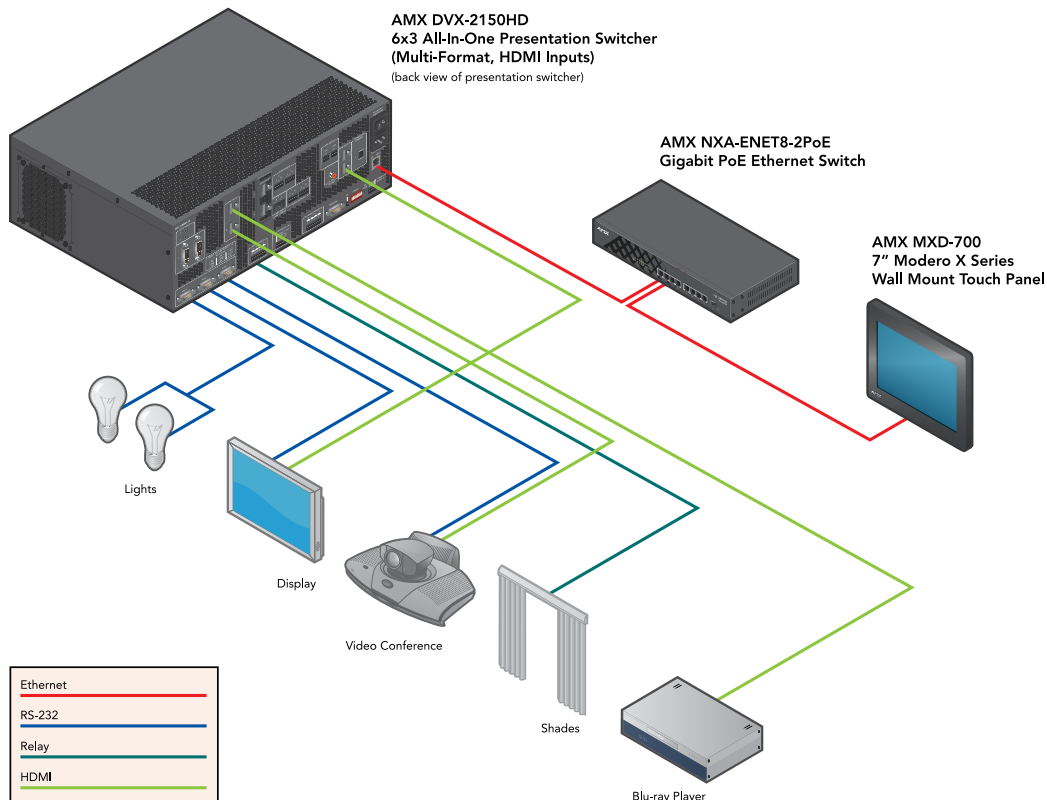 AMX DVX-2150HD
6x3 All-In-One Presentation Switcher
(Multi-Format, HDMI Inputs)
(back view of presentation switcher)
AMX NXA-ENET8-2PoE
Gigabit PoE Ethernet Switch
AMX MXD-700
7” Modero X Series
Wall Mount Touch Panel
AMX
AMX
Lights
Display
Video Conference
Shades
Blu-ray Player
Ethernet
RS-232
Relay
HDMI